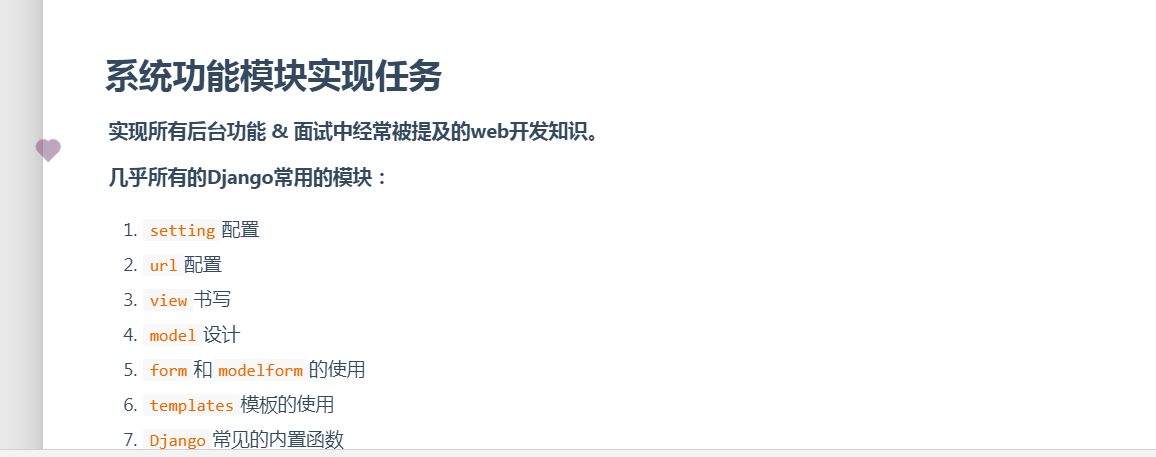 系统功能模块实现任务
实现所有后台功能 & 面试中经常被提及的web开发知识。
几乎所有的Django常用的模块：
1. setting 配置
2. url 配置
3. view 书写
4. model 设计
5. form 和 modelform 的使用
6. templates 模板的使用
7. Django 常见的内置函数